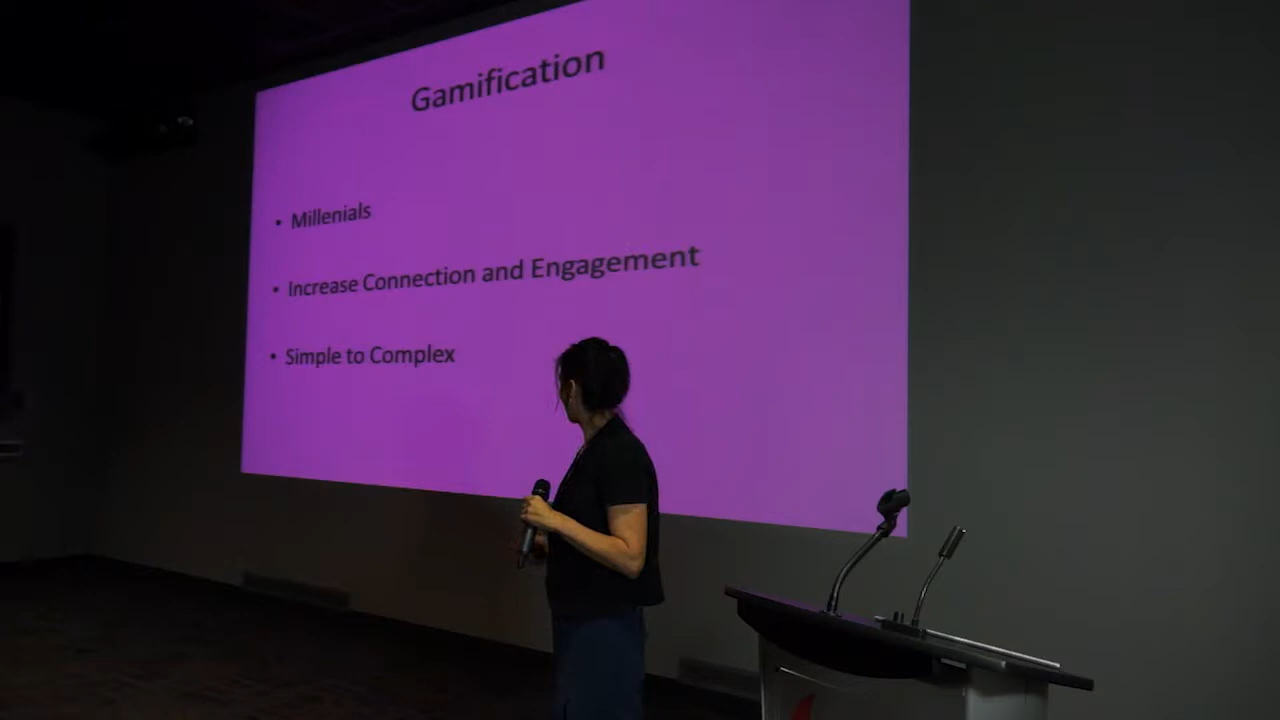 Gamification
• Millenials
• Increase Connection and Engagement
• Simple to Complex